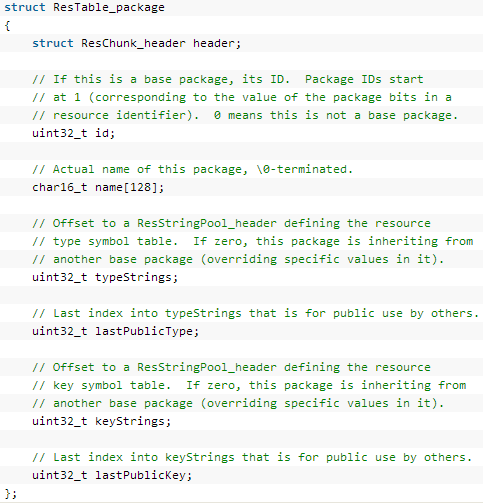 struct ResTable_package
{
    struct ResChunk_header header;

    // If this is a base package, its ID.  Package IDs start
    // at 1 (corresponding to the value of the package bits in a
    // resource identifier).  0 means this is not a base package.
    uint32_t id;

    // Actual name of this package, \0-terminated.
    char16_t name[128];

    // Offset to a ResStringPool_header defining the resource
    // type symbol table.  If zero, this package is inheriting from
    // another base package (overriding specific values in it).
    uint32_t typeStrings;

    // Last index into typeStrings that is for public use by others.
    uint32_t lastPublicType;

    // Offset to a ResStringPool_header defining the resource
    // key symbol table.  If zero, this package is inheriting from
    // another base package (overriding specific values in it).
    uint32_t keyStrings;

    // Last index into keyStrings that is for public use by others.
    uint32_t lastPublicKey;
};